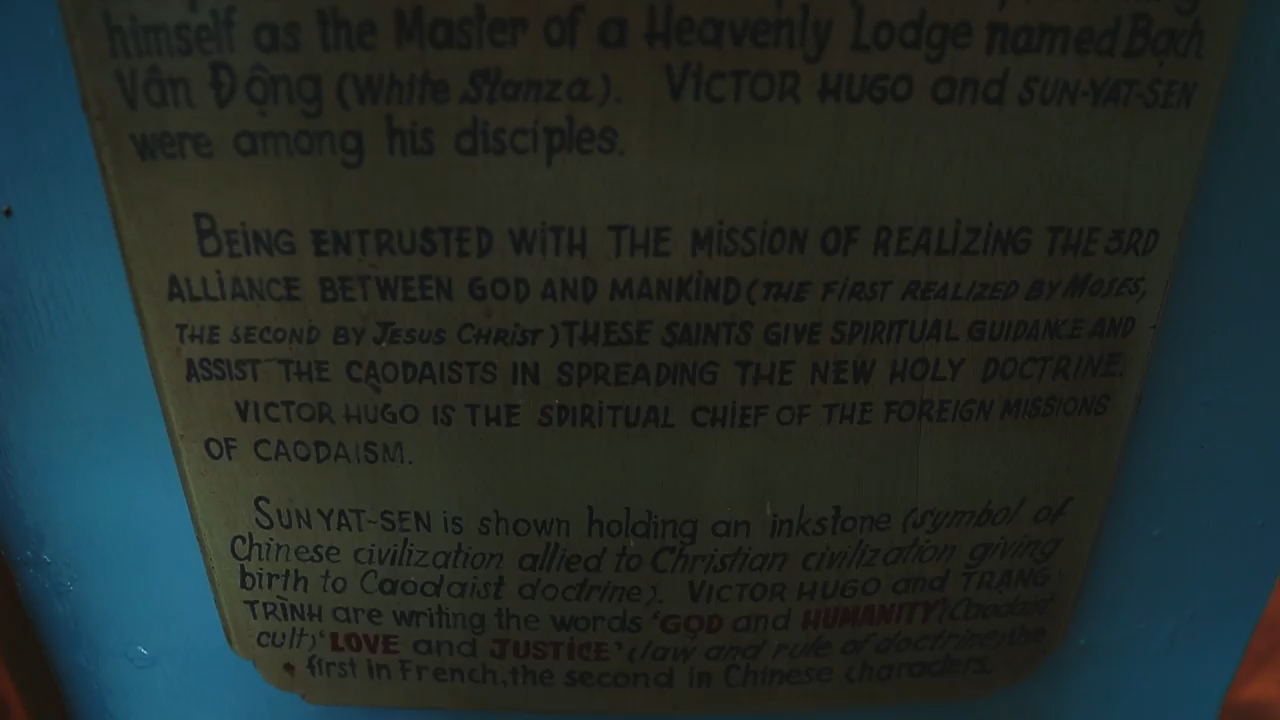 himself as the Master of a Heavenly Lodge named Bạch
Vân Động (White Stanza). VICTOR HUGO and SUN-YAT-SEN
were among his disciples.
BEING ENTRUSTED WITH THE MISSION OF REALIZING THE 3RD
ALLIANCE BETWEEN GOD AND MANKIND (THE FIRST REALIZED BY MOSES,
THE SECOND BY JESUS CHRIST) THESE SAINTS GIVE SPIRITUAL GUIDANCE AND
ASSIST THE CAODAISTS IN SPREADING THE NEW HOLY DOCTRINE.
VICTOR HUGO IS THE SPIRITUAL CHIEF OF THE FOREIGN MISSIONS
OF CAODAISM.
SUN YAT-SEN is shown holding an inkstone (symbol of
Chinese civilization allied to Christian civilization giving
birth to Caodaist doctrine). VICTOR HUGO and TRẠNG
TRÌNH are writing the words 'GOD and HUMANITY' (Caodaist
cult) 'LOVE and JUSTICE' (law and rule of doctrine) the
first in French, the second in Chinese characters.